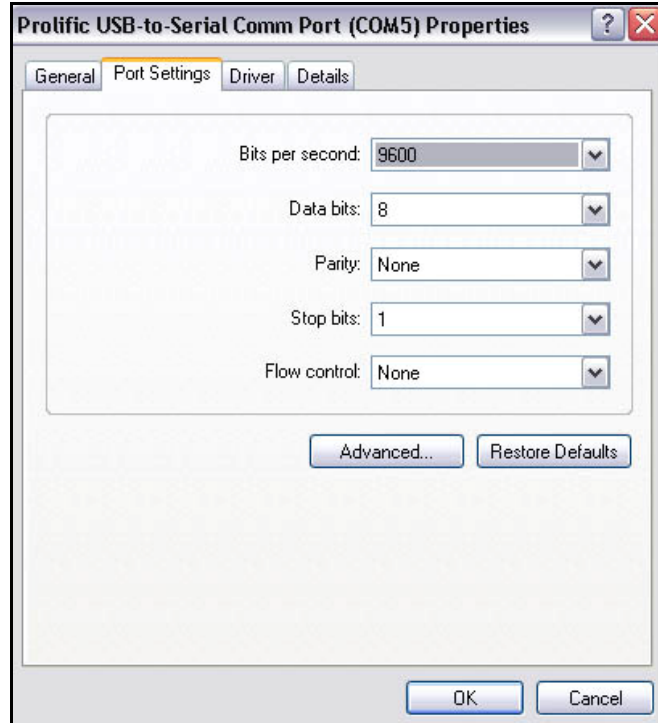 Prolific USB-to-Serial Comm Port (COM5) Properties ? X
General Port Settings Driver Details
Bits per second: 9600
Data bits: 8
Parity: None
Stop bits: 1
Flow control: None
Advanced... Restore Defaults
OK Cancel